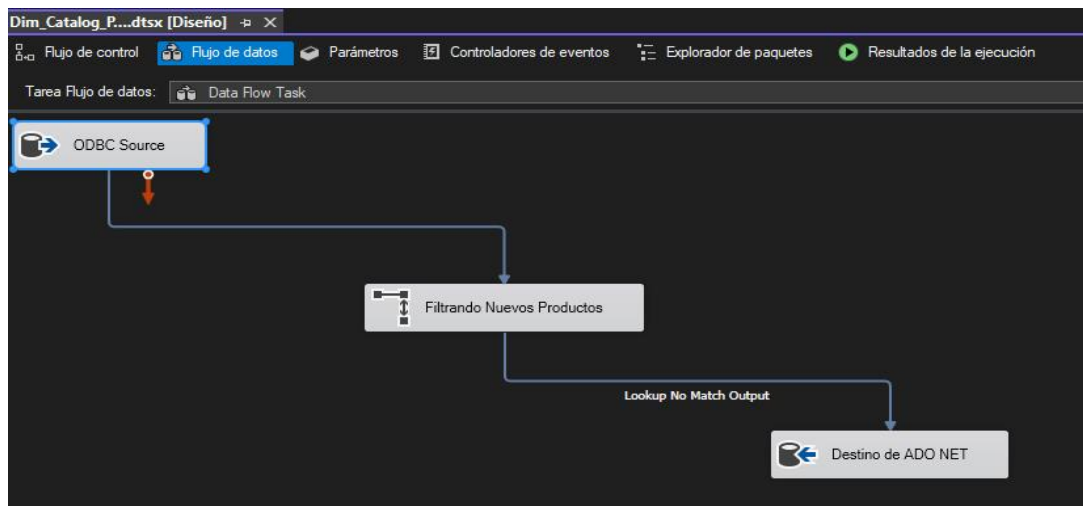 Dim_Catalog_P....dtsx [Diseño]
Flujo de control Flujo de datos Parámetros Controladores de eventos Explorador de paquetes Resultados de la ejecución
Tarea Flujo de datos: Data Flow Task
ODBC Source
Filtrando Nuevos Productos
Lookup No Match Output
Destino de ADO NET